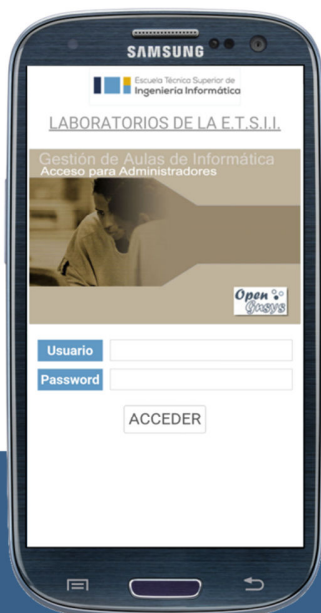 SAMSUNG
Escuela Técnica Superior de
Ingeniería Informática
LABORATORIOS DE LA E.T.S.I.I.
Gestión de Aulas de Informática
Acceso para Administradores
Open
Gnsys
Usuario
Password
ACCEDER